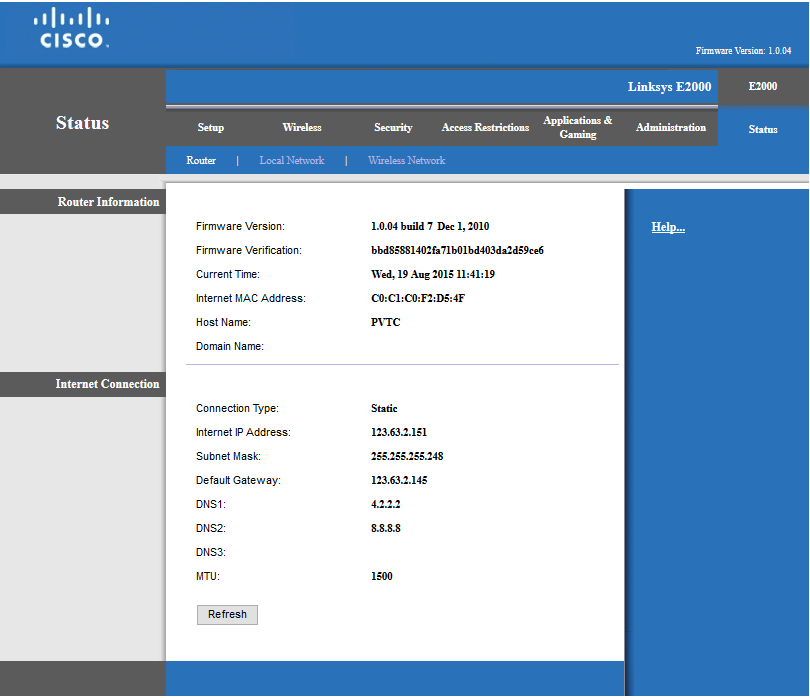 CISCO
Firmware Version: 1.0.04
Linksys E2000 E2000
Status
Setup Wireless Security Access Restrictions Applications & Gaming Administration Status
Router | Local Network | Wireless Network
Router Information
Firmware Version: 1.0.04 build 7 Dec 1, 2010
Firmware Verification: bbd85881402fa71b01bd403da2d59ce6
Current Time: Wed, 19 Aug 2015 11:41:19
Internet MAC Address: C0:C1:C0:F2:D5:4F
Host Name: PVTC
Domain Name:
Help...
Internet Connection
Connection Type: Static
Internet IP Address: 123.63.2.151
Subnet Mask: 255.255.255.248
Default Gateway: 123.63.2.145
DNS1: 4.2.2.2
DNS2: 8.8.8.8
DNS3:
MTU: 1500
Refresh